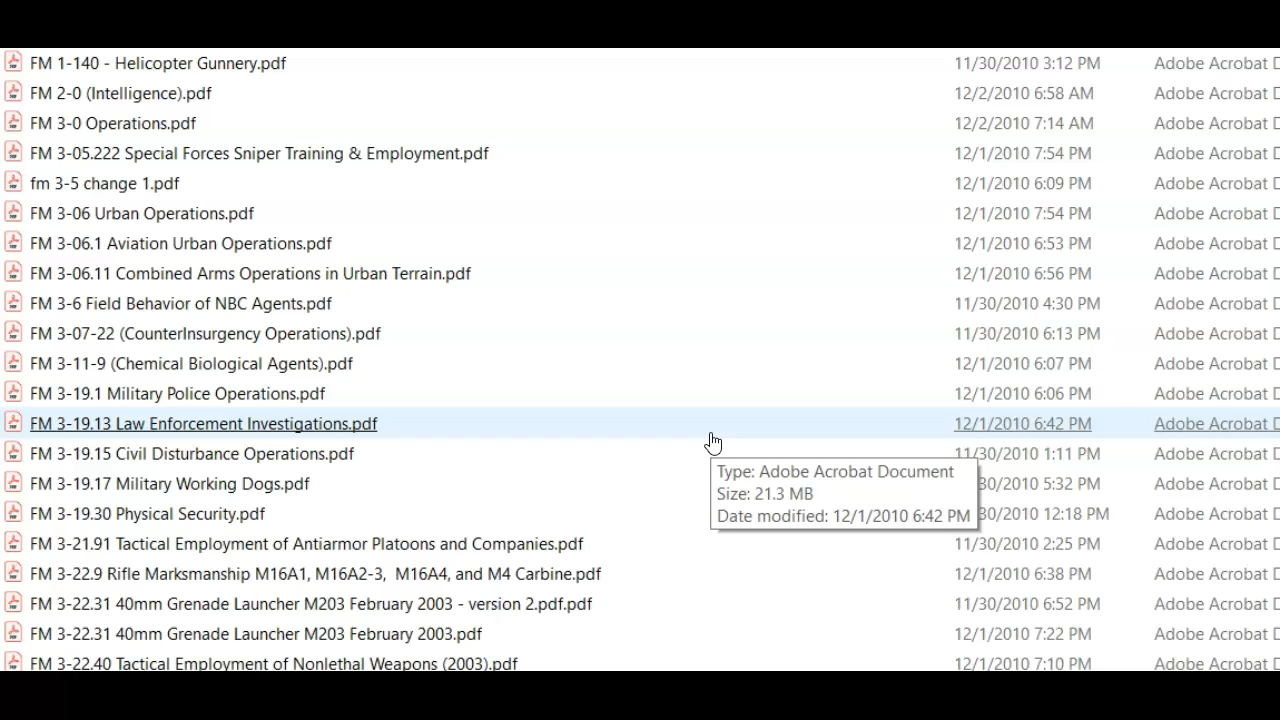 FM 1-140 - Helicopter Gunnery.pdf 11/30/2010 3:12 PM Adobe Acrobat D
FM 2-0 (Intelligence).pdf 12/2/2010 6:58 AM Adobe Acrobat D
FM 3-0 Operations.pdf 12/2/2010 7:14 AM Adobe Acrobat D
FM 3-05.222 Special Forces Sniper Training & Employment.pdf 12/1/2010 7:54 PM Adobe Acrobat D
fm 3-5 change 1.pdf 12/1/2010 6:09 PM Adobe Acrobat D
FM 3-06 Urban Operations.pdf 12/1/2010 7:54 PM Adobe Acrobat D
FM 3-06.1 Aviation Urban Operations.pdf 12/1/2010 6:53 PM Adobe Acrobat D
FM 3-06.11 Combined Arms Operations in Urban Terrain.pdf 12/1/2010 6:56 PM Adobe Acrobat D
FM 3-6 Field Behavior of NBC Agents.pdf 11/30/2010 4:30 PM Adobe Acrobat D
FM 3-07-22 (CounterInsurgency Operations).pdf 11/30/2010 6:13 PM Adobe Acrobat D
FM 3-11-9 (Chemical Biological Agents).pdf 12/1/2010 6:07 PM Adobe Acrobat D
FM 3-19.1 Military Police Operations.pdf 12/1/2010 6:06 PM Adobe Acrobat D
FM 3-19.13 Law Enforcement Investigations.pdf 12/1/2010 6:42 PM Adobe Acrobat D
FM 3-19.15 Civil Disturbance Operations.pdf 11/30/2010 1:11 PM Adobe Acrobat D
Type: Adobe Acrobat Document
FM 3-19.17 Military Working Dogs.pdf 30/2010 5:32 PM Adobe Acrobat D
Size: 21.3 MB
FM 3-19.30 Physical Security.pdf 30/2010 12:18 PM Adobe Acrobat D
Date modified: 12/1/2010 6:42 PM
FM 3-21.91 Tactical Employment of Antiarmor Platoons and Companies.pdf 11/30/2010 2:25 PM Adobe Acrobat D
FM 3-22.9 Rifle Marksmanship M16A1, M16A2-3,  M16A4, and M4 Carbine.pdf 12/1/2010 6:38 PM Adobe Acrobat D
FM 3-22.31 40mm Grenade Launcher M203 February 2003 - version 2.pdf.pdf 11/30/2010 6:52 PM Adobe Acrobat D
FM 3-22.31 40mm Grenade Launcher M203 February 2003.pdf 12/1/2010 7:22 PM Adobe Acrobat D
FM 3-22.40 Tactical Employment of Nonlethal Weapons (2003).pdf 12/1/2010 7:10 PM Adobe Acrobat D